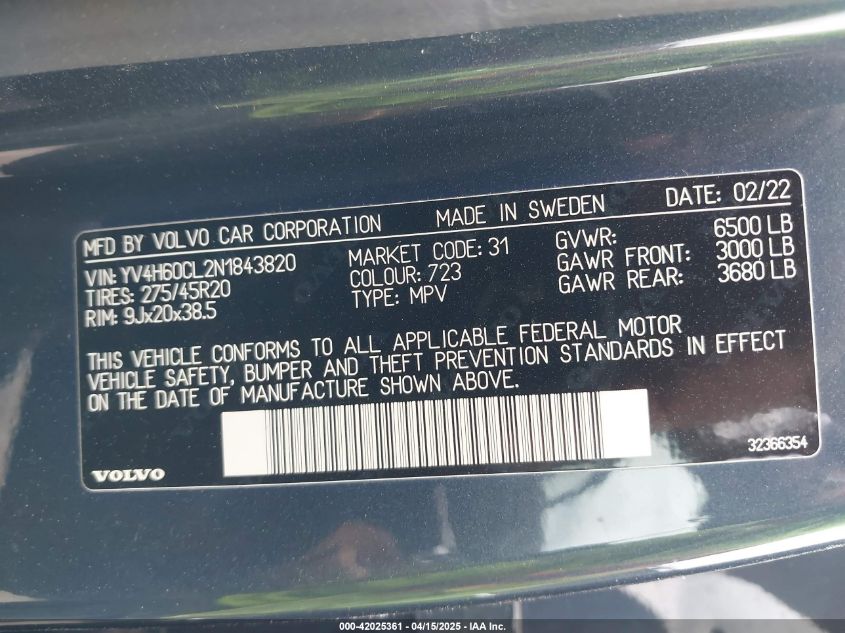 MFD BY VOLVO CAR CORPORATION MADE IN SWEDEN DATE: 02/22
VIN: YV4H60CL2N1843820 MARKET CODE: 31 GVWR: 6500 LB
TIRES: 275/45R20 COLOUR: 723 GAWR FRONT: 3000 LB
RIM: 9Jx20x38.5 TYPE: MPV GAWR REAR: 3680 LB
THIS VEHICLE CONFORMS TO ALL APPLICABLE FEDERAL MOTOR
VEHICLE SAFETY, BUMPER AND THEFT PREVENTION STANDARDS IN EFFECT
ON THE DATE OF MANUFACTURE SHOWN ABOVE.
VOLVO 32366354
000-42025361 - 04/15/2025 - IAA Inc.